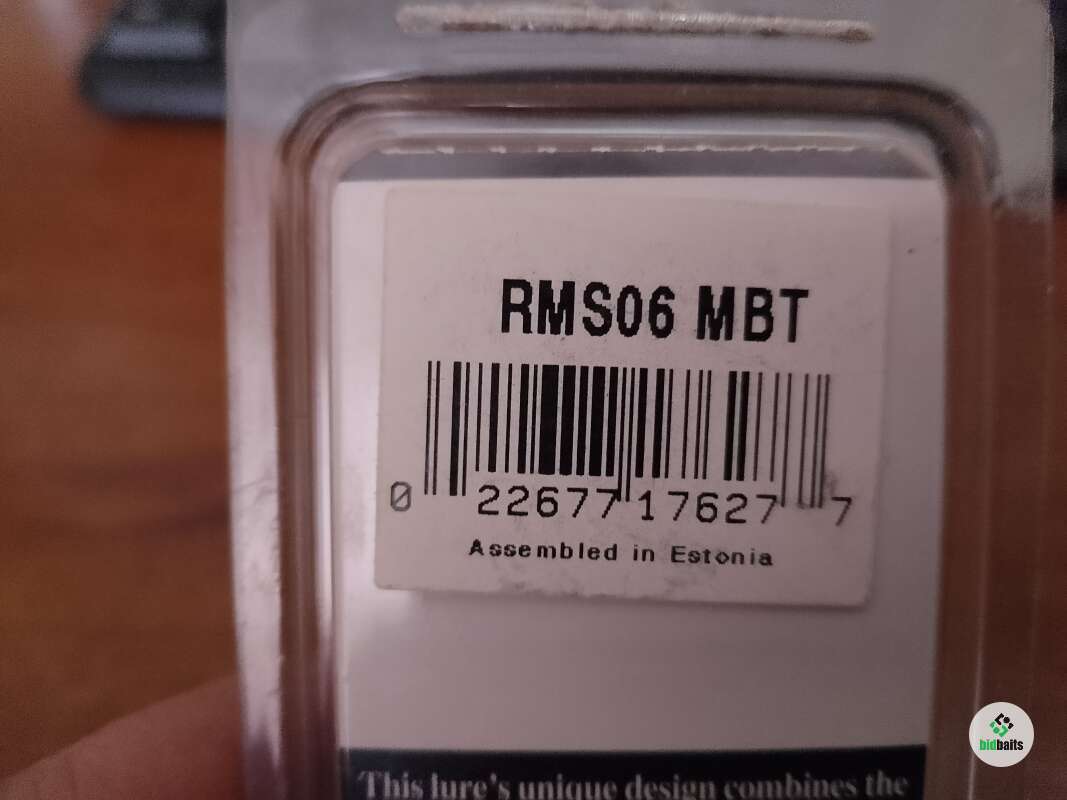 RMS06 MBT
0 22677 17627 7
Assembled in Estonia
This lure's unique design combines the
bidbaits